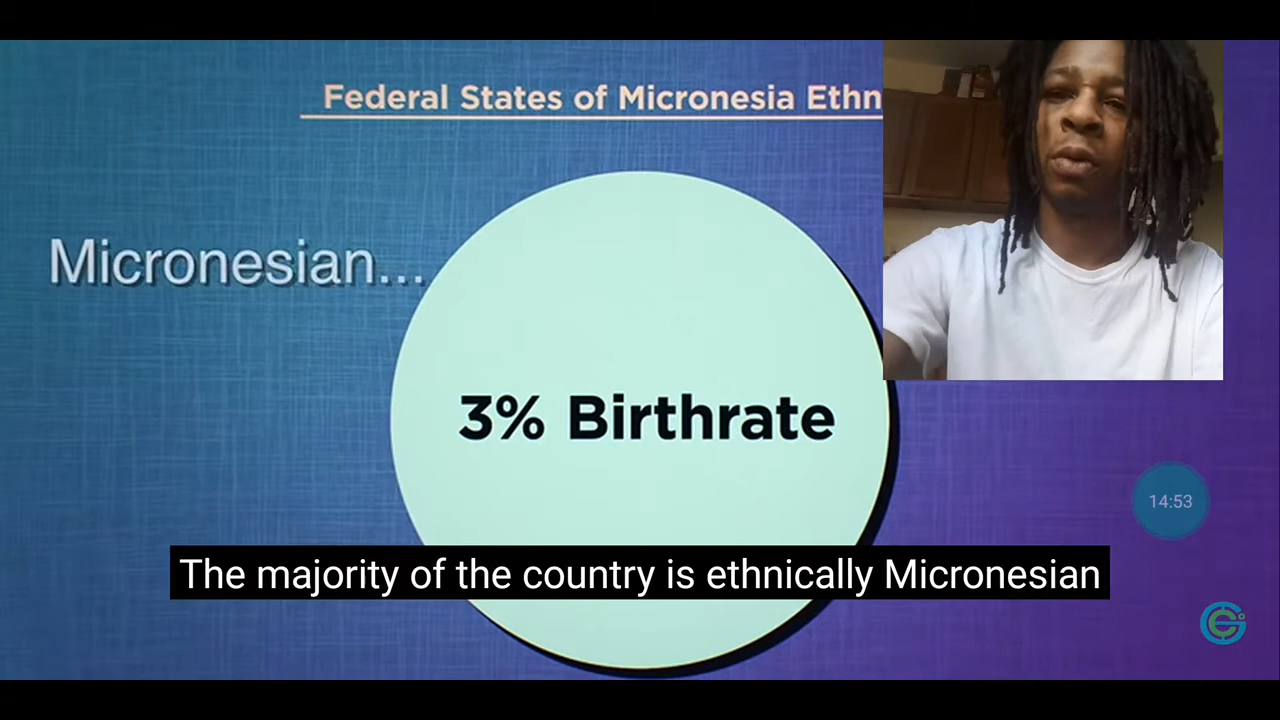 Federal States of Micronesia Ethn
Micronesian...
3% Birthrate
14:53
The majority of the country is ethnically Micronesian